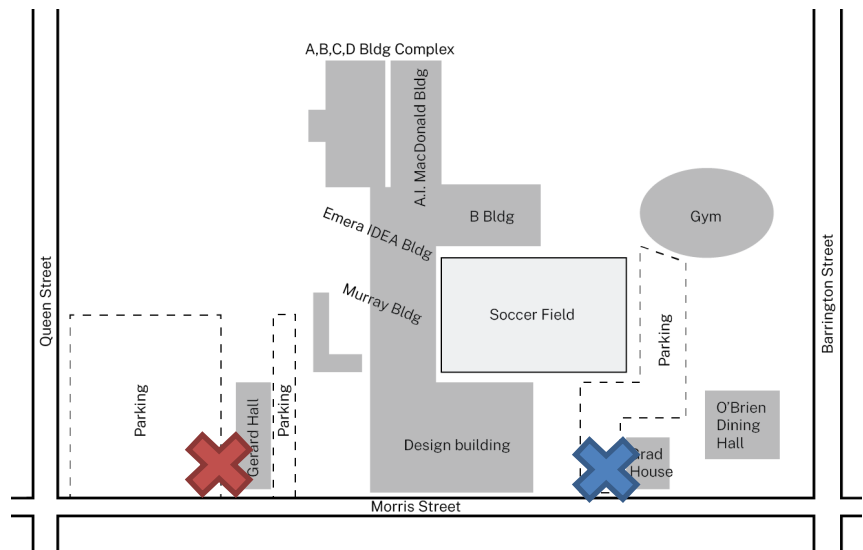 A,B,C,D Bldg Complex
A.I. MacDonald Bldg
B Bldg
Emera IDEA Bldg
Gym
Queen Street
Murray Bldg
Soccer Field
Parking
Barrington Street
Parking
Gerard Hall
Parking
Design building
O'Brien
Dining
Hall
House
Morris Street